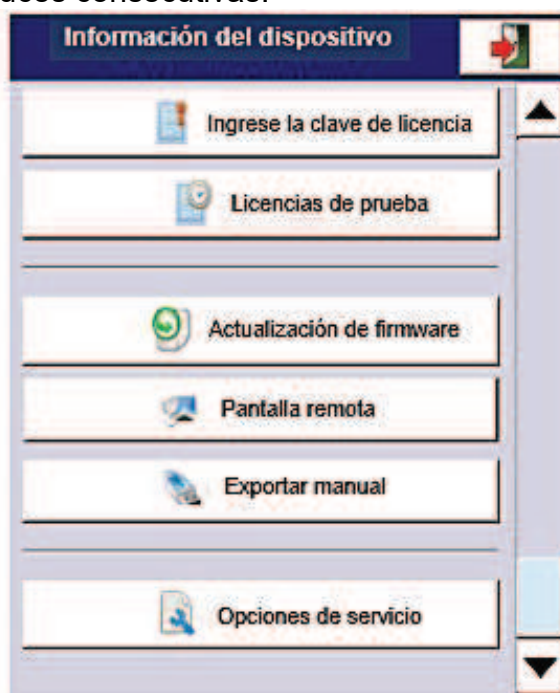 consecutivas.
Información del dispositivo
Ingrese la clave de licencia
Licencias de prueba
Actualización de firmware
Pantalla remota
Exportar manual
Opciones de servicio